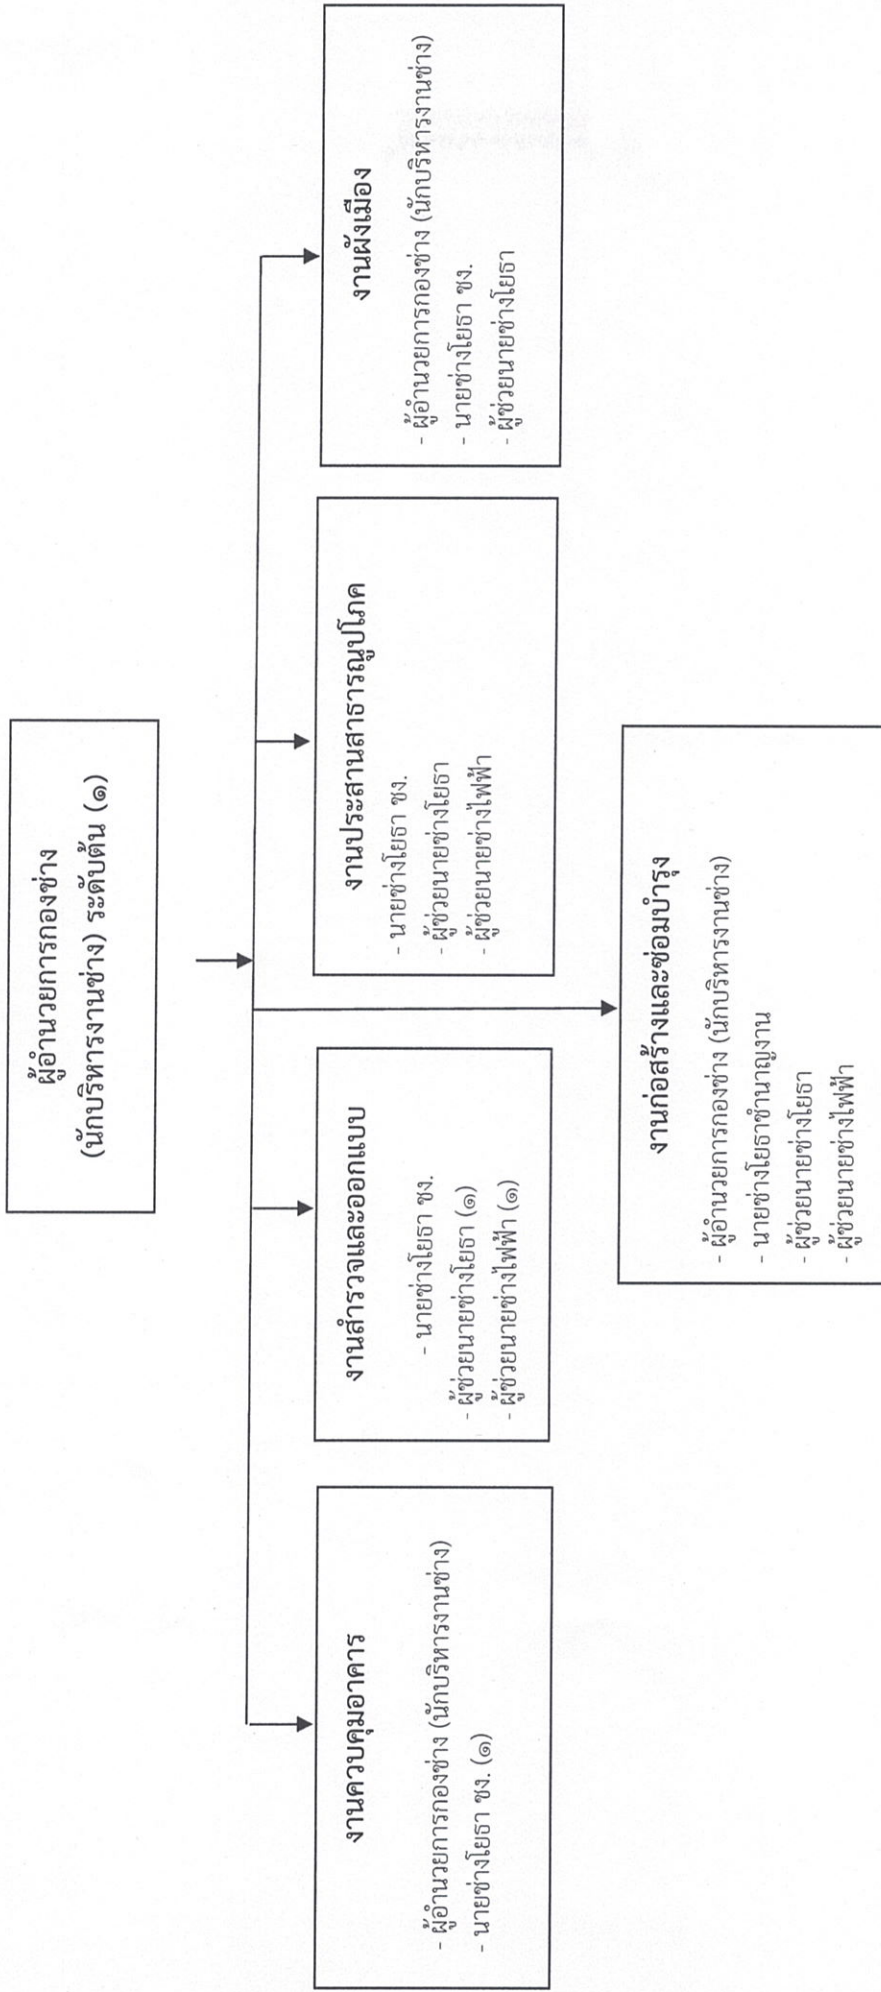 ผู้อำนวยการกองช่าง
(นักบริหารงานช่าง) ระดับต้น (๑)
งานควบคุมอาคาร
- ผู้อำนวยการกองช่าง (นักบริหารงานช่าง)
- นายช่างโยธา ชง. (๑)
งานสำรวจและออกแบบ
- นายช่างโยธา ชง.
- ผู้ช่วยนายช่างโยธา (๑)
- ผู้ช่วยนายช่างไฟฟ้า (๑)
งานประสานสาธารณูปโภค
- นายช่างโยธา ชง.
- ผู้ช่วยนายช่างโยธา
- ผู้ช่วยนายช่างไฟฟ้า
งานผังเมือง
- ผู้อำนวยการกองช่าง (นักบริหารงานช่าง)
- นายช่างโยธา ชง.
- ผู้ช่วยนายช่างโยธา
งานก่อสร้างและซ่อมบำรุง
- ผู้อำนวยการกองช่าง (นักบริหารงานช่าง)
- นายช่างโยธาชำนาญงาน
- ผู้ช่วยนายช่างโยธา
- ผู้ช่วยนายช่างไฟฟ้า